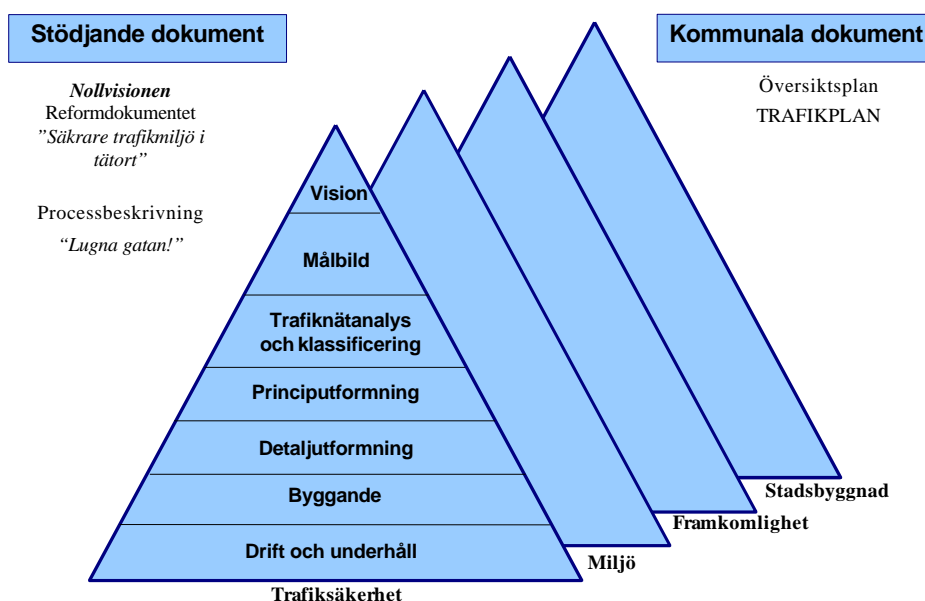 Stödjande dokument
Nollvisionen
Reformdokumentet
”Säkrare trafikmiljö i
tätort”
Processbeskrivning
“Lugna gatan!”
Kommunala dokument
Översiktsplan
TRAFIKPLAN
Vision
Målbild
Trafiknätanalys
och klassificering
Principutformning
Detaljutformning
Byggande
Drift och underhåll
Trafiksäkerhet
Miljö
Framkomlighet
Stadsbyggnad